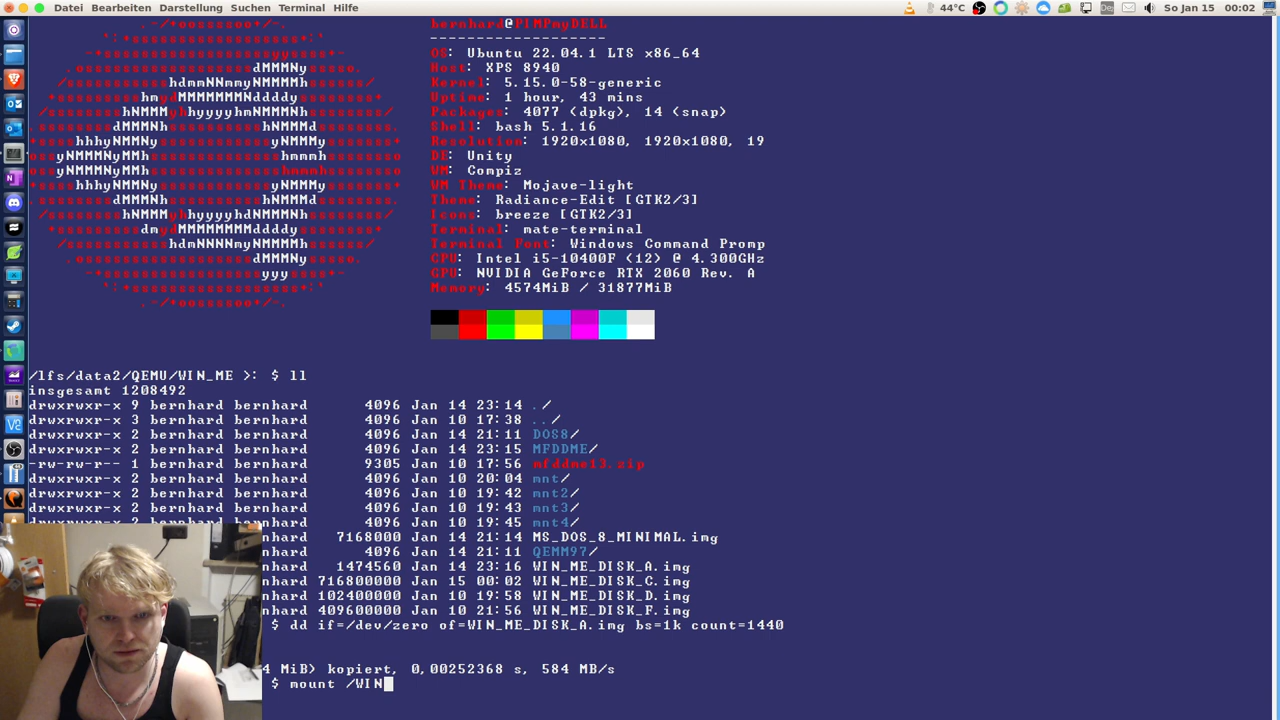 Datei Bearbeiten Darstellung Suchen Terminal Hilfe
44°C De So Jan 15 00:02
bernhard@PIMPmyDELL
-------------------
OS: Ubuntu 22.04.1 LTS x86_64
Host: XPS 8940
Kernel: 5.15.0-58-generic
Uptime: 1 hour, 43 mins
Packages: 4077 (dpkg), 14 (snap)
Shell: bash 5.1.16
Resolution: 1920x1080, 1920x1080, 19
DE: Unity
WM: Compiz
WM Theme: Mojave-light
Theme: Radiance-Edit [GTK2/3]
Icons: breeze [GTK2/3]
Terminal: mate-terminal
Terminal Font: Windows Command Promp
CPU: Intel i5-10400F (12) @ 4.300GHz
GPU: NVIDIA GeForce RTX 2060 Rev. A
Memory: 4574MiB / 31877MiB
/lfs/data2/QEMU/WIN_ME >: $ ll
insgesamt 1208492
drwxrwxr-x 9 bernhard bernhard 4096 Jan 14 23:14 ./
drwxrwxr-x 3 bernhard bernhard 4096 Jan 10 17:38 ../
drwxrwxr-x 2 bernhard bernhard 4096 Jan 14 21:11 DOS8/
drwxrwxr-x 2 bernhard bernhard 4096 Jan 14 23:15 MFDDME/
-rw-rw-r-- 1 bernhard bernhard 9305 Jan 10 17:56 mfddme13.zip
drwxrwxr-x 2 bernhard bernhard 4096 Jan 10 20:04 mnt/
drwxrwxr-x 2 bernhard bernhard 4096 Jan 10 19:42 mnt2/
drwxrwxr-x 2 bernhard bernhard 4096 Jan 10 19:43 mnt3/
drwxrwxr-x 2 bernhard bernhard 4096 Jan 10 19:45 mnt4/
nhard 7168000 Jan 14 21:14 MS_DOS_8_MINIMAL.img
nhard 4096 Jan 14 21:11 QEMM97/
nhard 1474560 Jan 14 23:16 WIN_ME_DISK_A.img
nhard 716800000 Jan 15 00:02 WIN_ME_DISK_C.img
nhard 102400000 Jan 10 19:58 WIN_ME_DISK_D.img
nhard 409600000 Jan 10 21:56 WIN_ME_DISK_F.img
$ dd if=/dev/zero of=WIN_ME_DISK_A.img bs=1k count=1440
4 MiB) kopiert, 0,00252368 s, 584 MB/s
$ mount /WIN